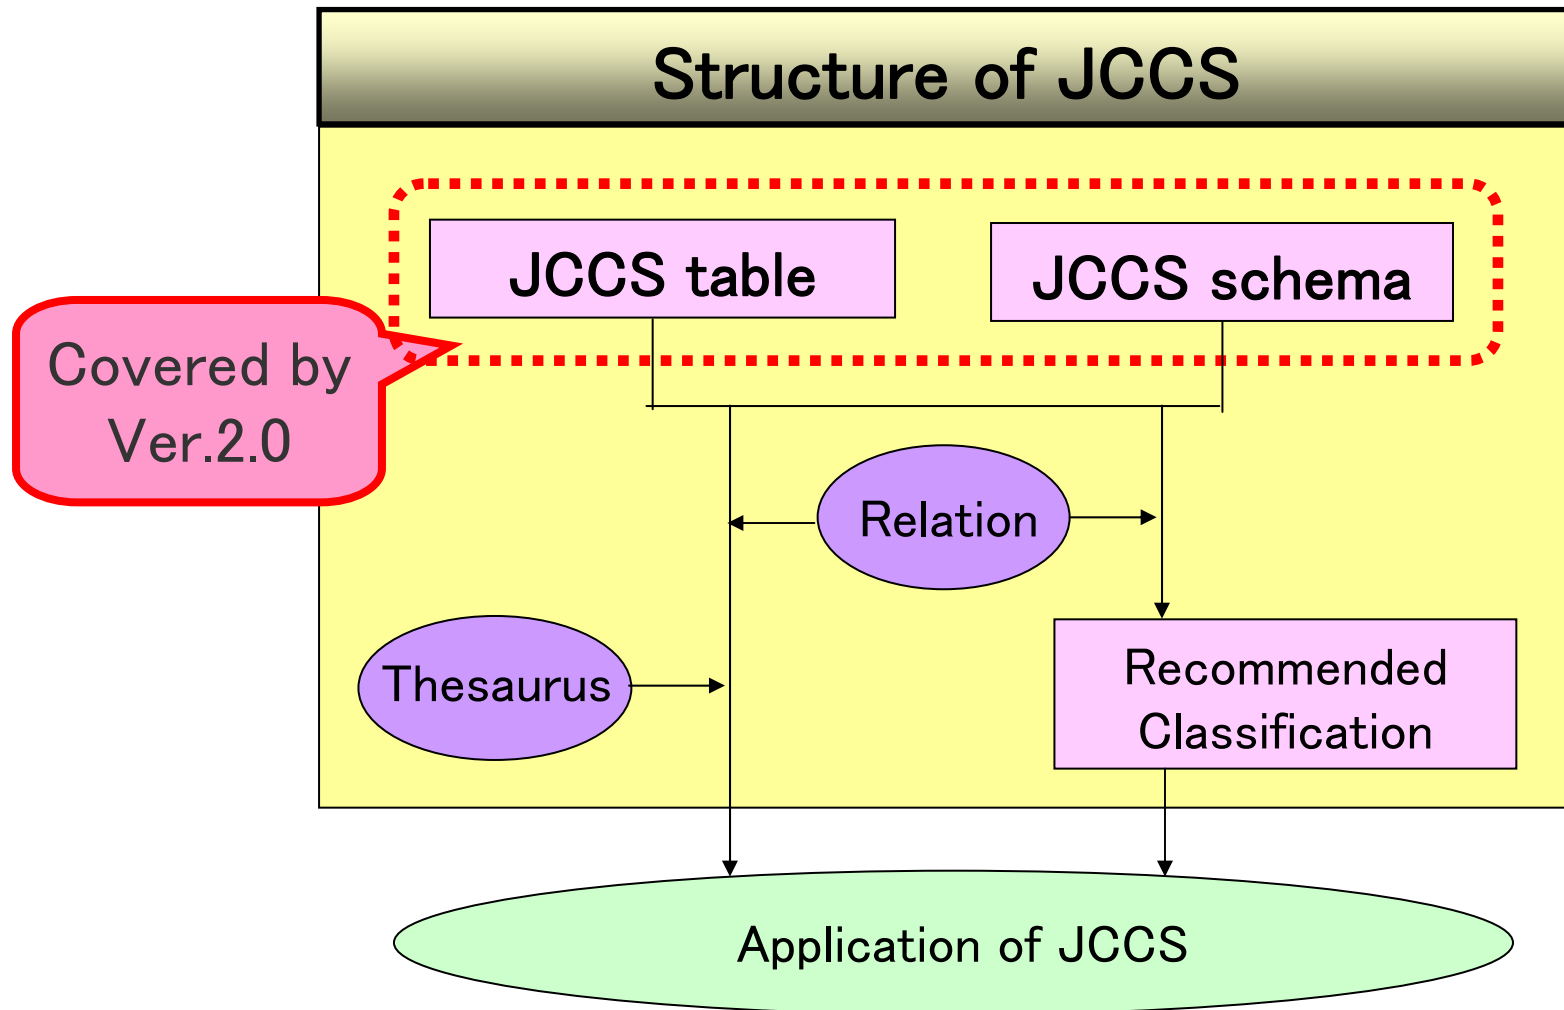 Structure of JCCS
JCCS table
JCCS schema
Covered by
Ver.2.0
Relation
Thesaurus
Recommended
Classification
Application of JCCS